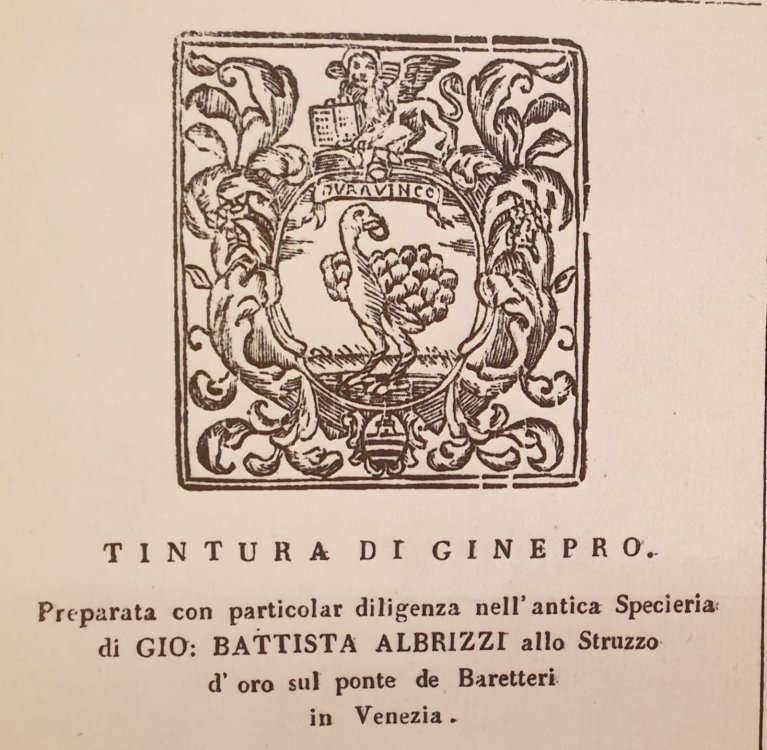 DURA VINCO
TINTURA DI GINEPRO.
Preparata con particolar diligenza nell' antica Specieria
di GIO: BATTISTA ALBRIZZI allo Struzzo
d' oro sul ponte de Baretteri
in Venezia.